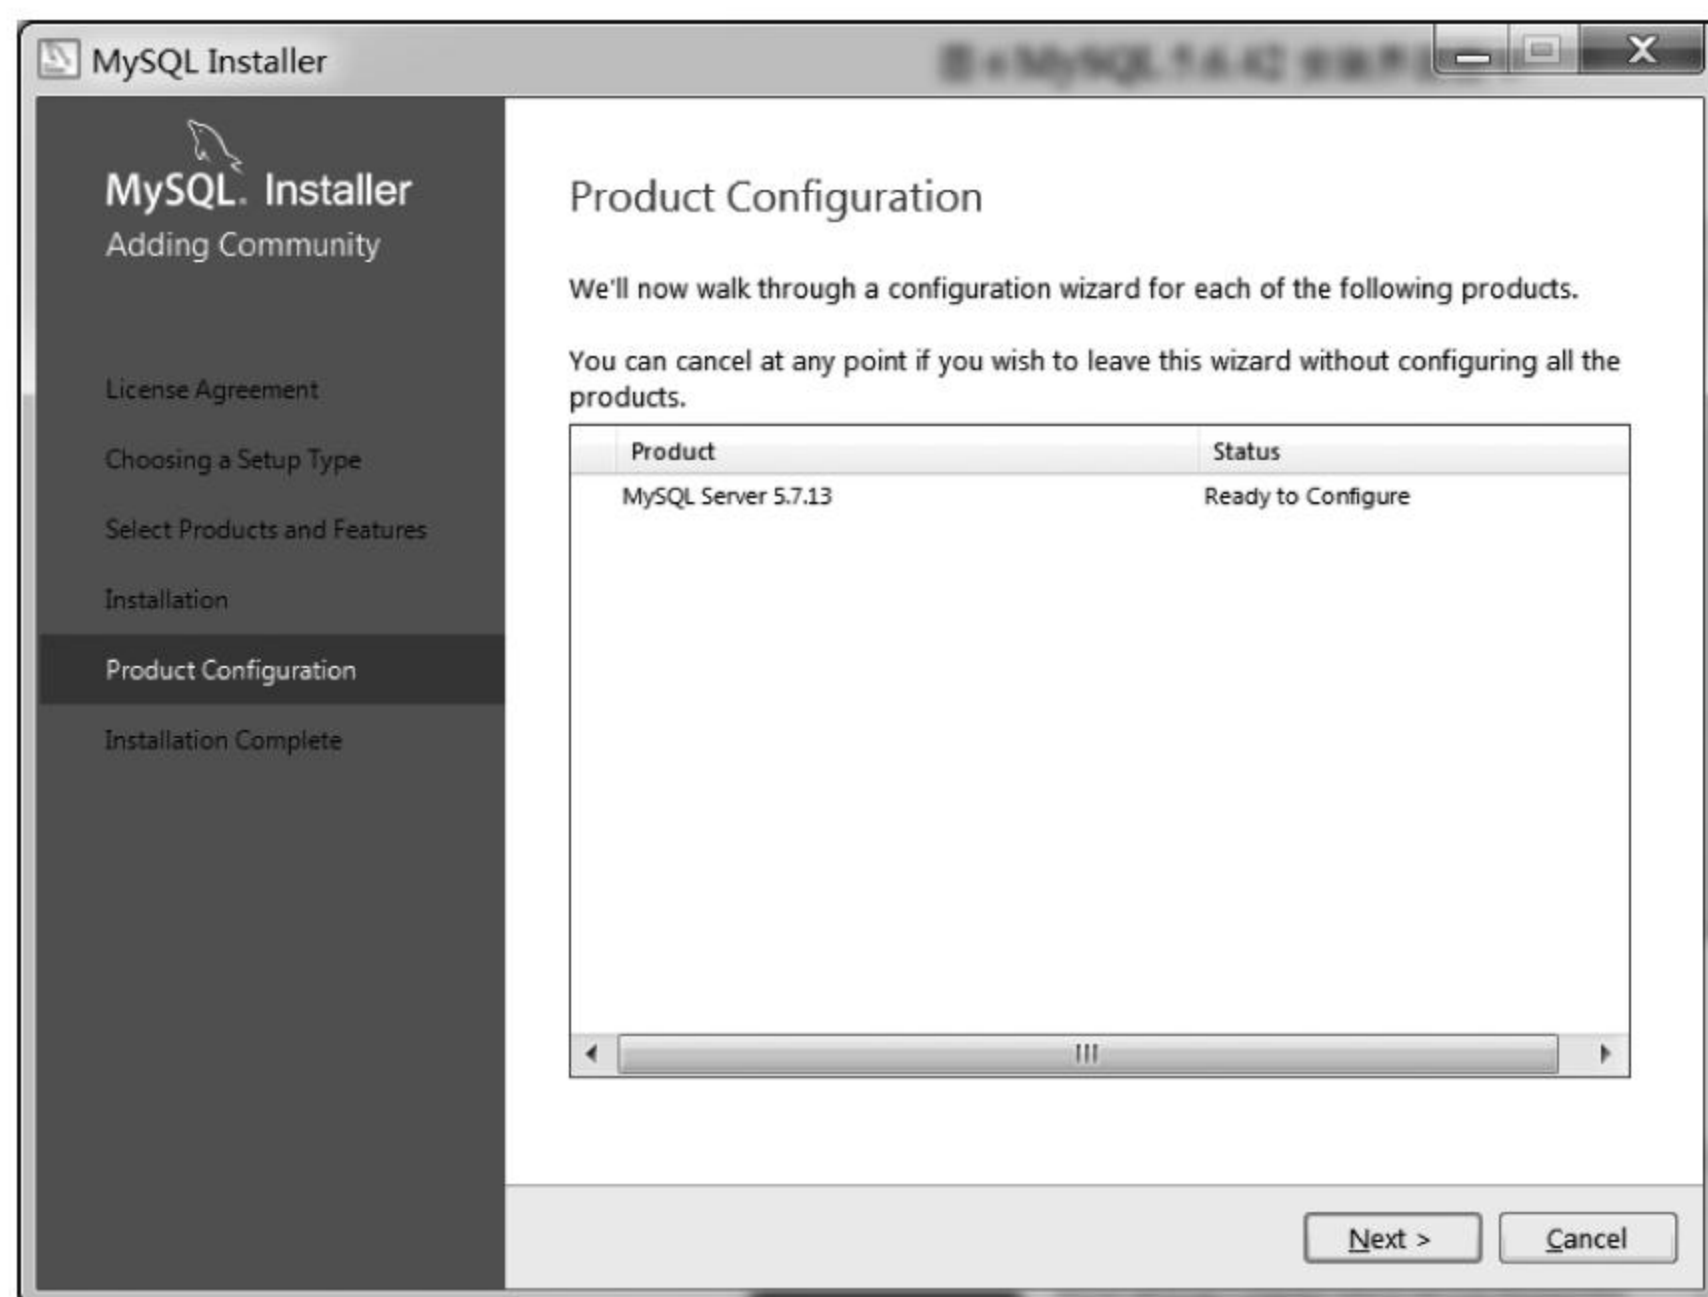 MySQL Installer
MySQL. Installer
Adding Community
License Agreement
Choosing a Setup Type
Select Products and Features
Installation
Product Configuration
Installation Complete
Product Configuration
We'll now walk through a configuration wizard for each of the following products.
You can cancel at any point if you wish to leave this wizard without configuring all the
products.
Product Status
MySQL Server 5.7.13 Ready to Configure
Next > Cancel